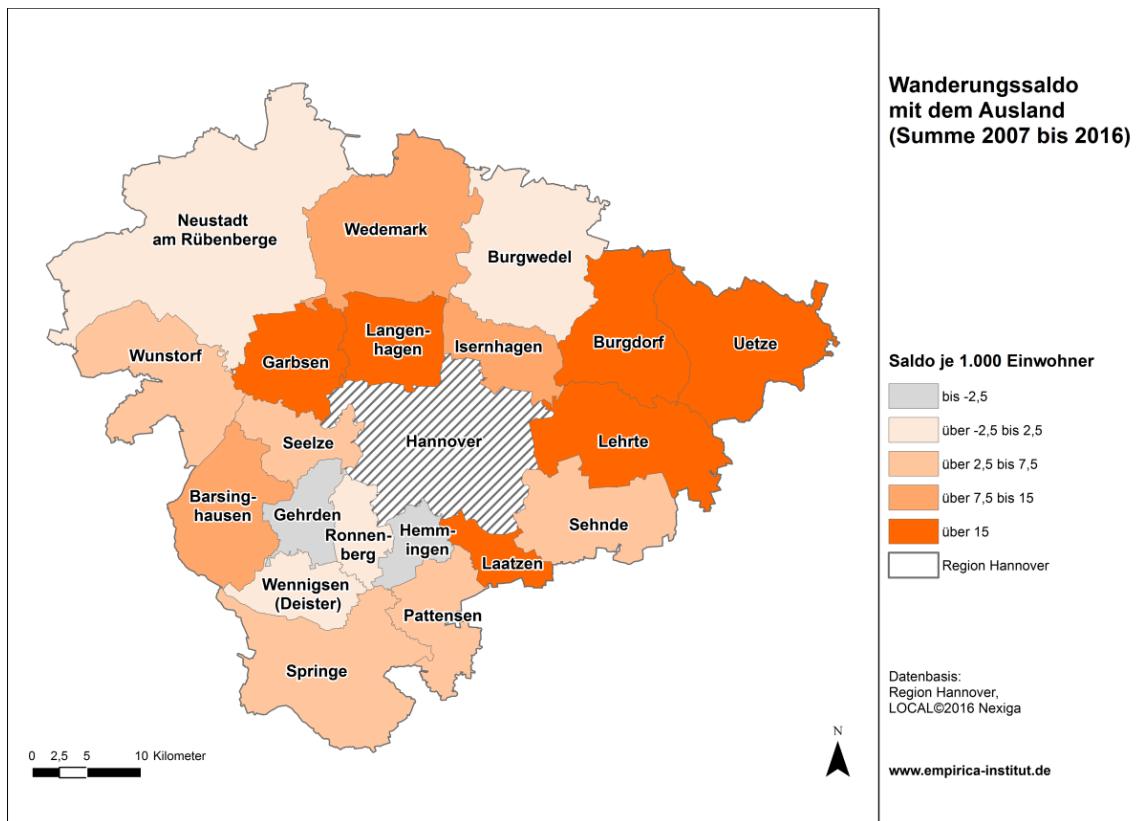 Wanderungssaldo
mit dem Ausland
(Summe 2007 bis 2016)
Neustadt
am Rübenberge
Wedemark
Burgwedel
Wunstorf
Garbsen
Langen-
hagen
Isernhagen
Burgdorf
Uetze
Seelze
Hannover
Lehrte
Barsing-
hausen
Gehrden
Ronnen-
berg
Hemm-
ingen
Laatzen
Sehnde
Wennigsen
(Deister)
Pattensen
Springe
Saldo je 1.000 Einwohner
bis -2,5
über -2,5 bis 2,5
über 2,5 bis 7,5
über 7,5 bis 15
über 15
Region Hannover
Datenbasis:
Region Hannover,
LOCAL©2016 Nexiga
www.empirica-institut.de
0 2,5 5 10 Kilometer
N